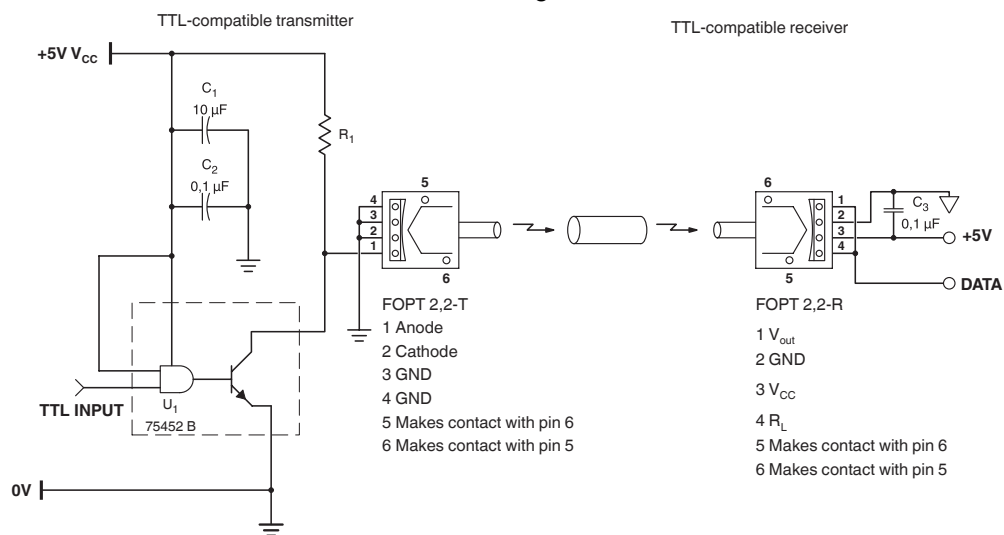 TTL-compatible transmitter
TTL-compatible receiver
+5V V_CC
C_1
10 µF
C_2
0,1 µF
R_1
TTL INPUT
U_1
75452 B
0V
5
4
3
2
1
6
FOPT 2,2-T
1 Anode
2 Cathode
3 GND
4 GND
5 Makes contact with pin 6
6 Makes contact with pin 5
6
1
2
3
4
5
C_3
0,1 µF
+5V
DATA
FOPT 2,2-R
1 V_out
2 GND
3 V_CC
4 R_L
5 Makes contact with pin 6
6 Makes contact with pin 5